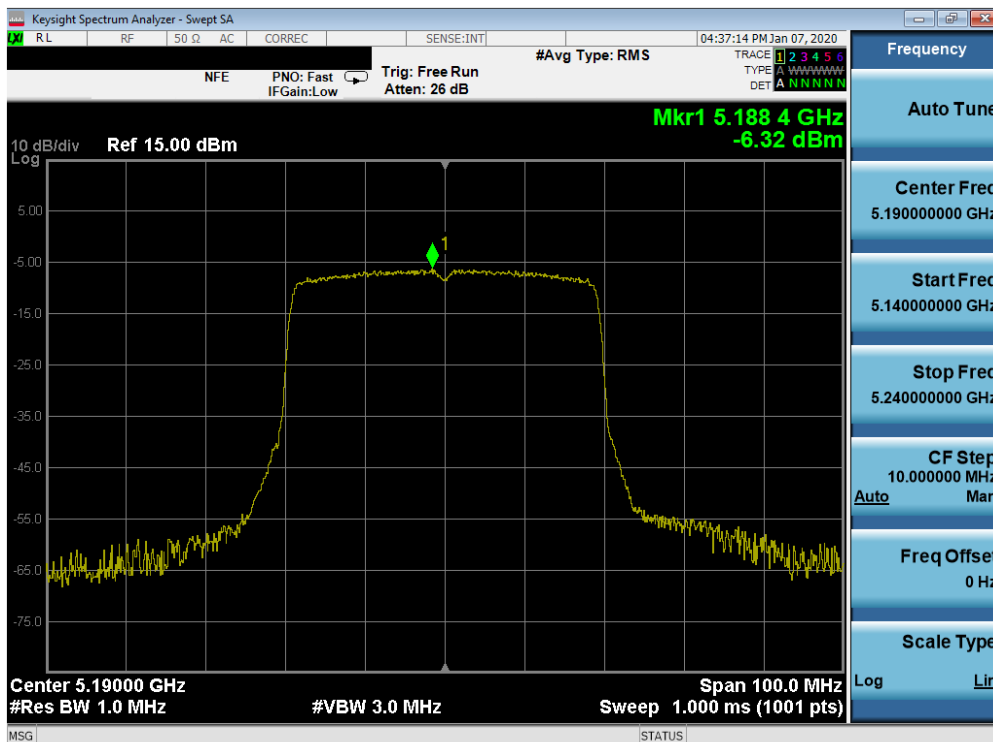 Keysight Spectrum Analyzer - Swept SA
LXI RL RF 50 Ω AC CORREC SENSE:INT 04:37:14 PM Jan 07, 2020
NFE PNO: Fast Trig: Free Run #Avg Type: RMS TRACE 1 2 3 4 5 6
IFGain:Low Atten: 26 dB TYPE A WWWWW
DET A N N N N N
Mkr1 5.188 4 GHz
-6.32 dBm
10 dB/div Ref 15.00 dBm
Log
1
5.00
-5.00
-15.0
-25.0
-35.0
-45.0
-55.0
-65.0
-75.0
Center 5.19000 GHz Span 100.0 MHz
#Res BW 1.0 MHz #VBW 3.0 MHz Sweep 1.000 ms (1001 pts)
MSG STATUS
Frequency
Auto Tune
Center Freq
5.190000000 GHz
Start Freq
5.140000000 GHz
Stop Freq
5.240000000 GHz
CF Step
10.000000 MHz
Auto Man
Freq Offset
0 Hz
Scale Type
Log Lin